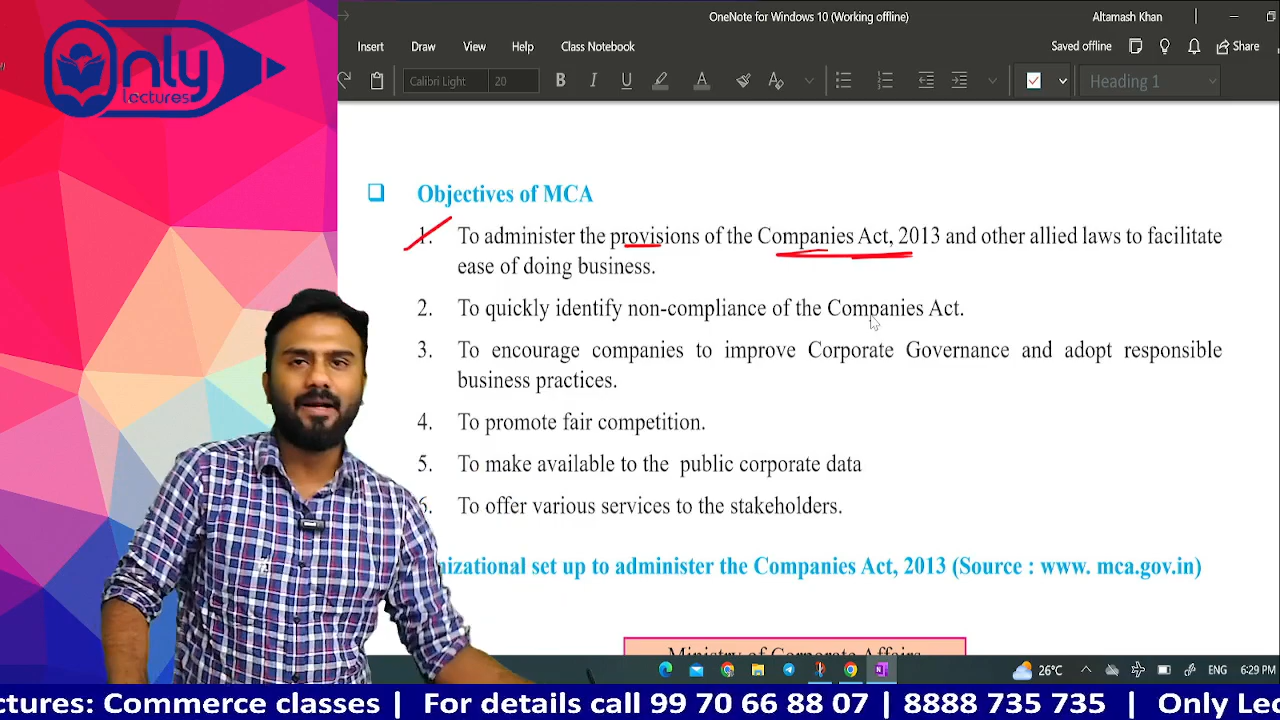 OneNote for Windows 10 (Working offline)
Altamash Khan
Insert Draw View Help Class Notebook
Saved offline
Share
Only
lectures
Calibri Light 20 B I U A
Heading 1
Objectives of MCA
1. To administer the provisions of the Companies Act, 2013 and other allied laws to facilitate
ease of doing business.
2. To quickly identify non-compliance of the Companies Act.
3. To encourage companies to improve Corporate Governance and adopt responsible
business practices.
4. To promote fair competition.
5. To make available to the public corporate data
6. To offer various services to the stakeholders.
nizational set up to administer the Companies Act, 2013 (Source : www. mca.gov.in)
Ministry of Corporate Affairs
26°C
ENG 6:29 PM
ctures: Commerce classes | For details call 99 70 66 88 07 | 8888 735 735 | Only Lec